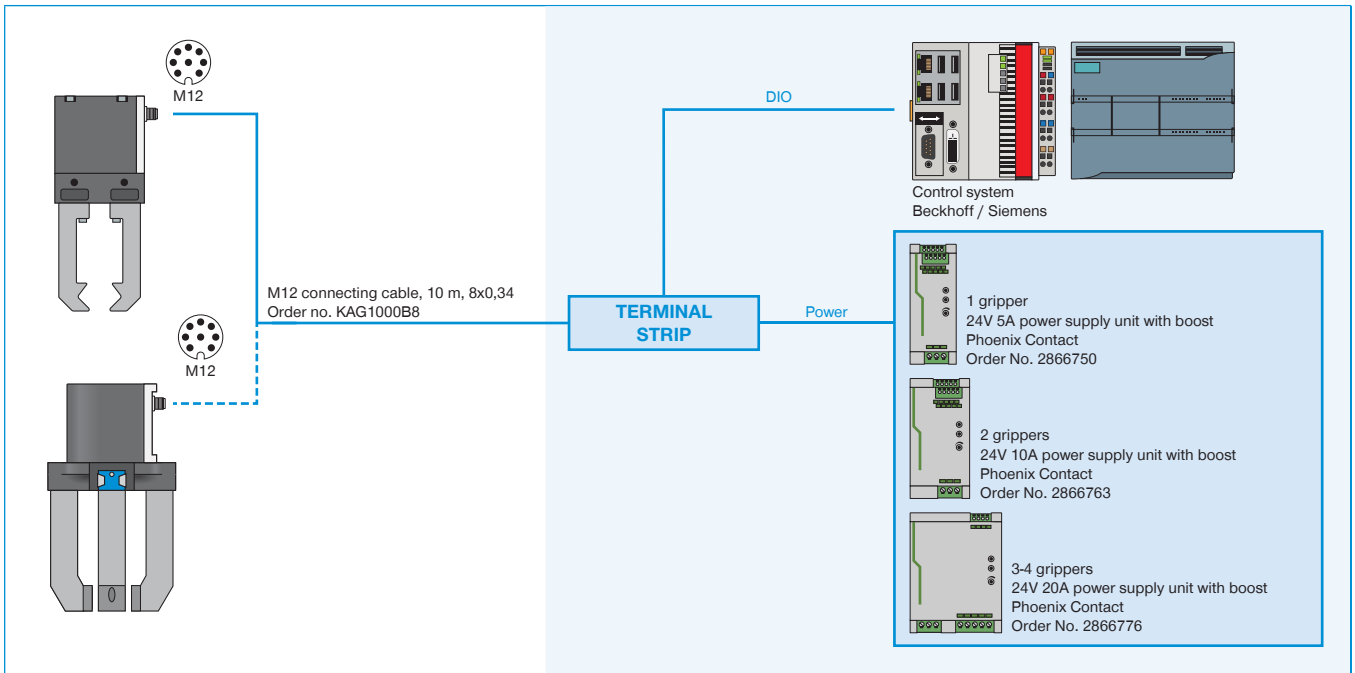 M12
DIO
Control system
Beckhoff / Siemens
M12 connecting cable, 10 m, 8x0,34
Order no. KAG1000B8
M12
TERMINAL
STRIP
Power
1 gripper
24V 5A power supply unit with boost
Phoenix Contact
Order No. 2866750
2 grippers
24V 10A power supply unit with boost
Phoenix Contact
Order No. 2866763
3-4 grippers
24V 20A power supply unit with boost
Phoenix Contact
Order No. 2866776